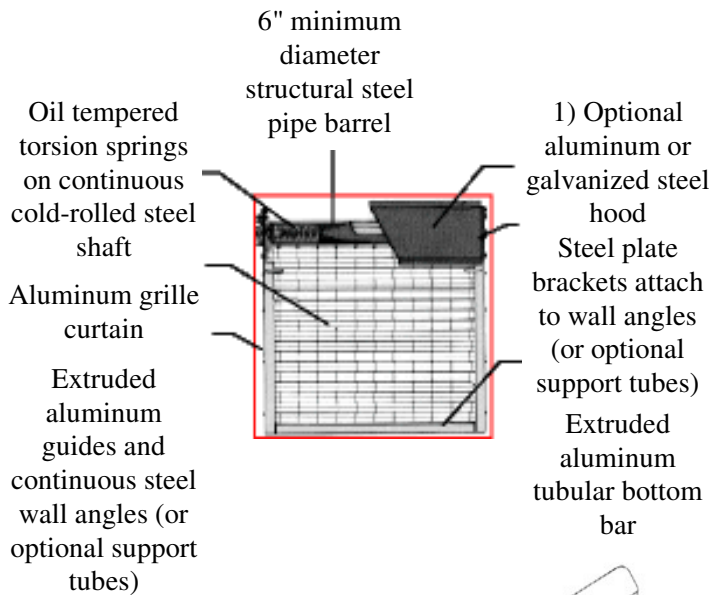 6" minimum
diameter
structural steel
pipe barrel
Oil tempered
torsion springs
on continuous
cold-rolled steel
shaft
Aluminum grille
curtain
Extruded
aluminum
guides and
continuous steel
wall angles (or
optional support
tubes)
1) Optional
aluminum or
galvanized steel
hood
Steel plate
brackets attach
to wall angles
(or optional
support tubes)
Extruded
aluminum
tubular bottom
bar